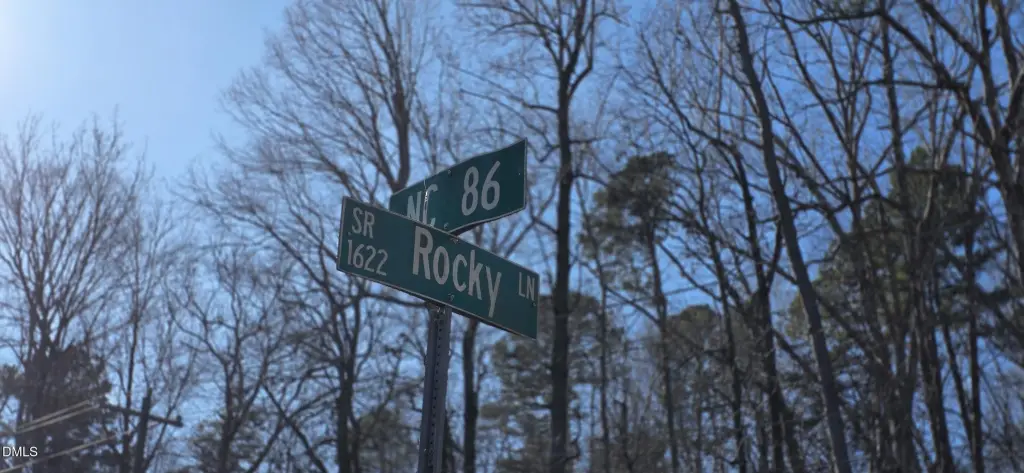 NC 86
SR
1622
Rocky LN
DMLS